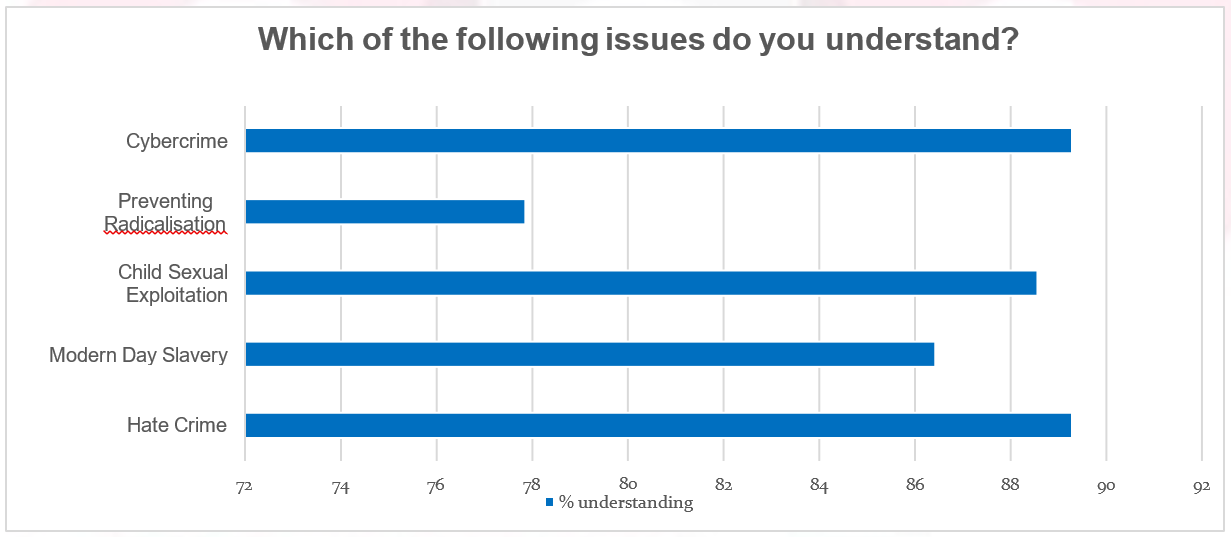 Which of the following issues do you understand?
Cybercrime
Preventing
Radicalisation
Child Sexual
Exploitation
Modern Day Slavery
Hate Crime
72 74 76 78 80 82 84 86 88 90 92
% understanding